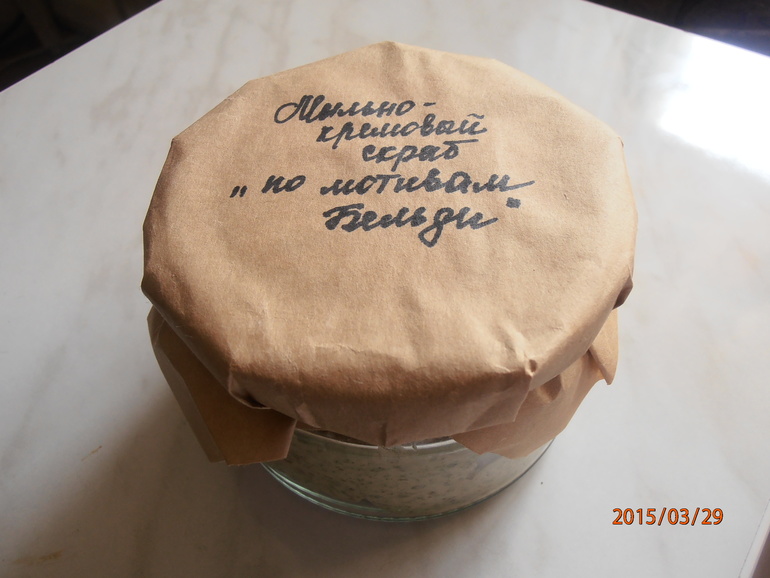 Мыльно-
кремовый
скраб
„по мотивам
Бельди"
2015/03/29